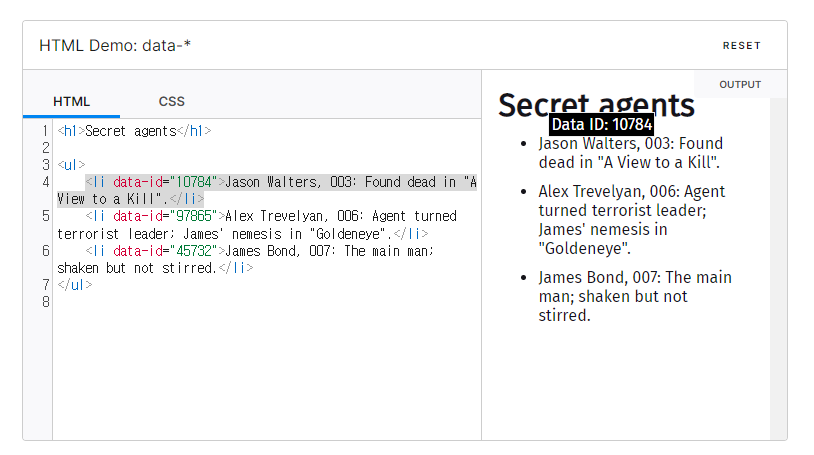 HTML Demo: data-*
RESET
HTML
CSS
1 <h1>Secret agents</h1>
2
3 <ul>
4     <li data-id="10784">Jason Walters, 003: Found dead in "A
View to a Kill".</li>
5     <li data-id="97865">Alex Trevelyan, 006: Agent turned
terrorist leader; James' nemesis in "Goldeneye".</li>
6     <li data-id="45732">James Bond, 007: The main man;
shaken but not stirred.</li>
7 </ul>
8
OUTPUT
Secret agents
Data ID: 10784
• Jason Walters, 003: Found
dead in "A View to a Kill".
• Alex Trevelyan, 006: Agent
turned terrorist leader;
James' nemesis in
"Goldeneye".
• James Bond, 007: The main
man; shaken but not
stirred.